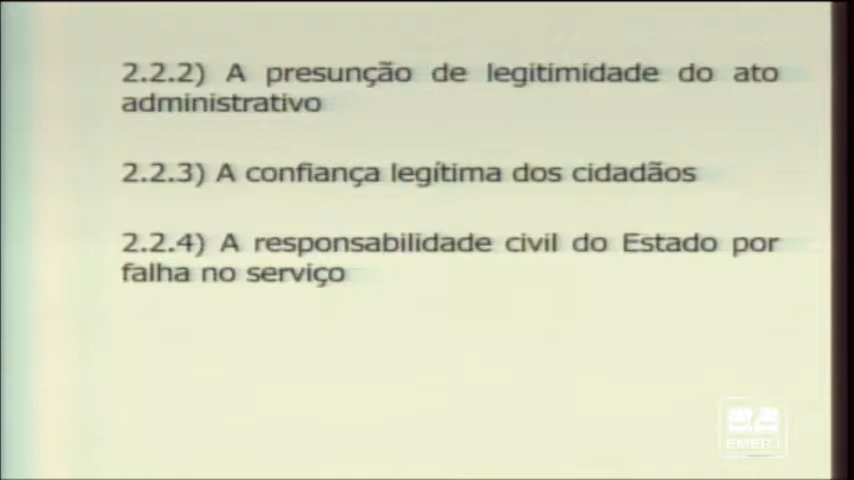 2.2.2) A presunção de legitimidade do ato
administrativo
2.2.3) A confiança legítima dos cidadãos
2.2.4) A responsabilidade civil do Estado por
falha no serviço
EMERJ